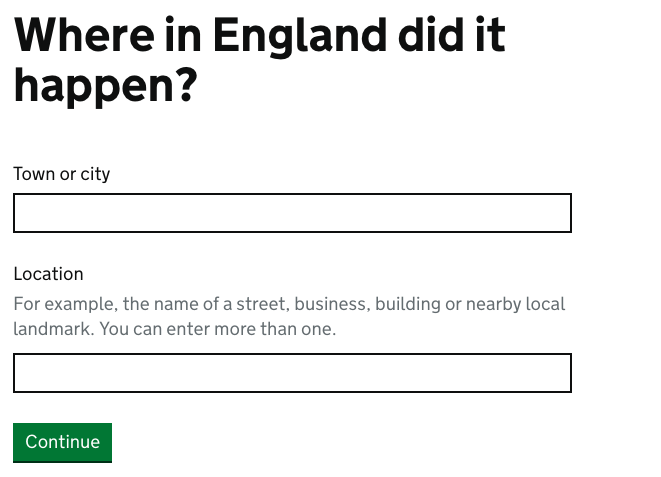 Where in England did it
happen?
Town or city
Location
For example, the name of a street, business, building or nearby local
landmark. You can enter more than one.
Continue